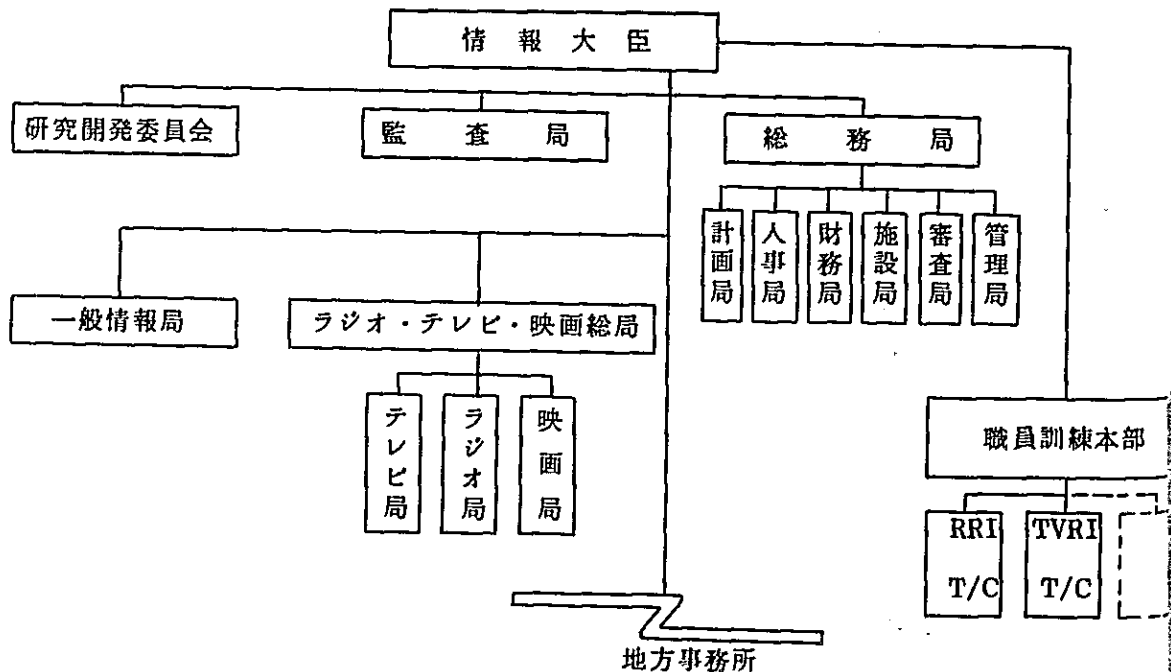 情報大臣
研究開発委員会
監査局
総務局
計画局
人事局
財務局
施設局
審査局
管理局
一般情報局
ラジオ・テレビ・映画総局
テレビ局
ラジオ局
映画局
職員訓練本部
RRI
T/C
TVRI
T/C
地方事務所